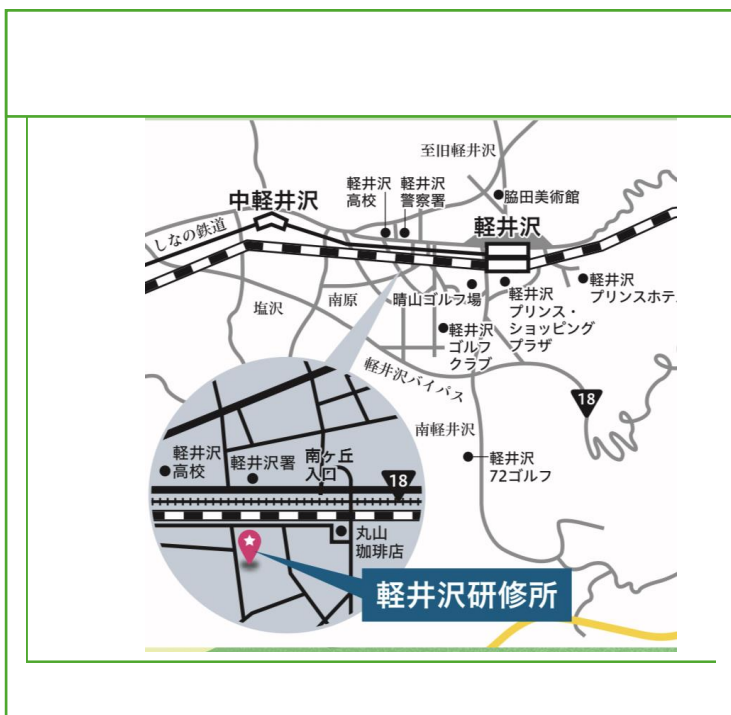 至旧軽井沢
軽井沢
高校
軽井沢
警察署
脇田美術館
中軽井沢
軽井沢
しなの鉄道
塩沢
南原
晴山ゴルフ場
軽井沢
プリンス・
ショッピング
プラザ
軽井沢
プリンスホテ
軽井沢
ゴルフ
クラブ
軽井沢バイパス
18
南軽井沢
軽井沢
72ゴルフ
軽井沢
高校
軽井沢署
南ヶ丘
入口
18
丸山
珈琲店
軽井沢研修所